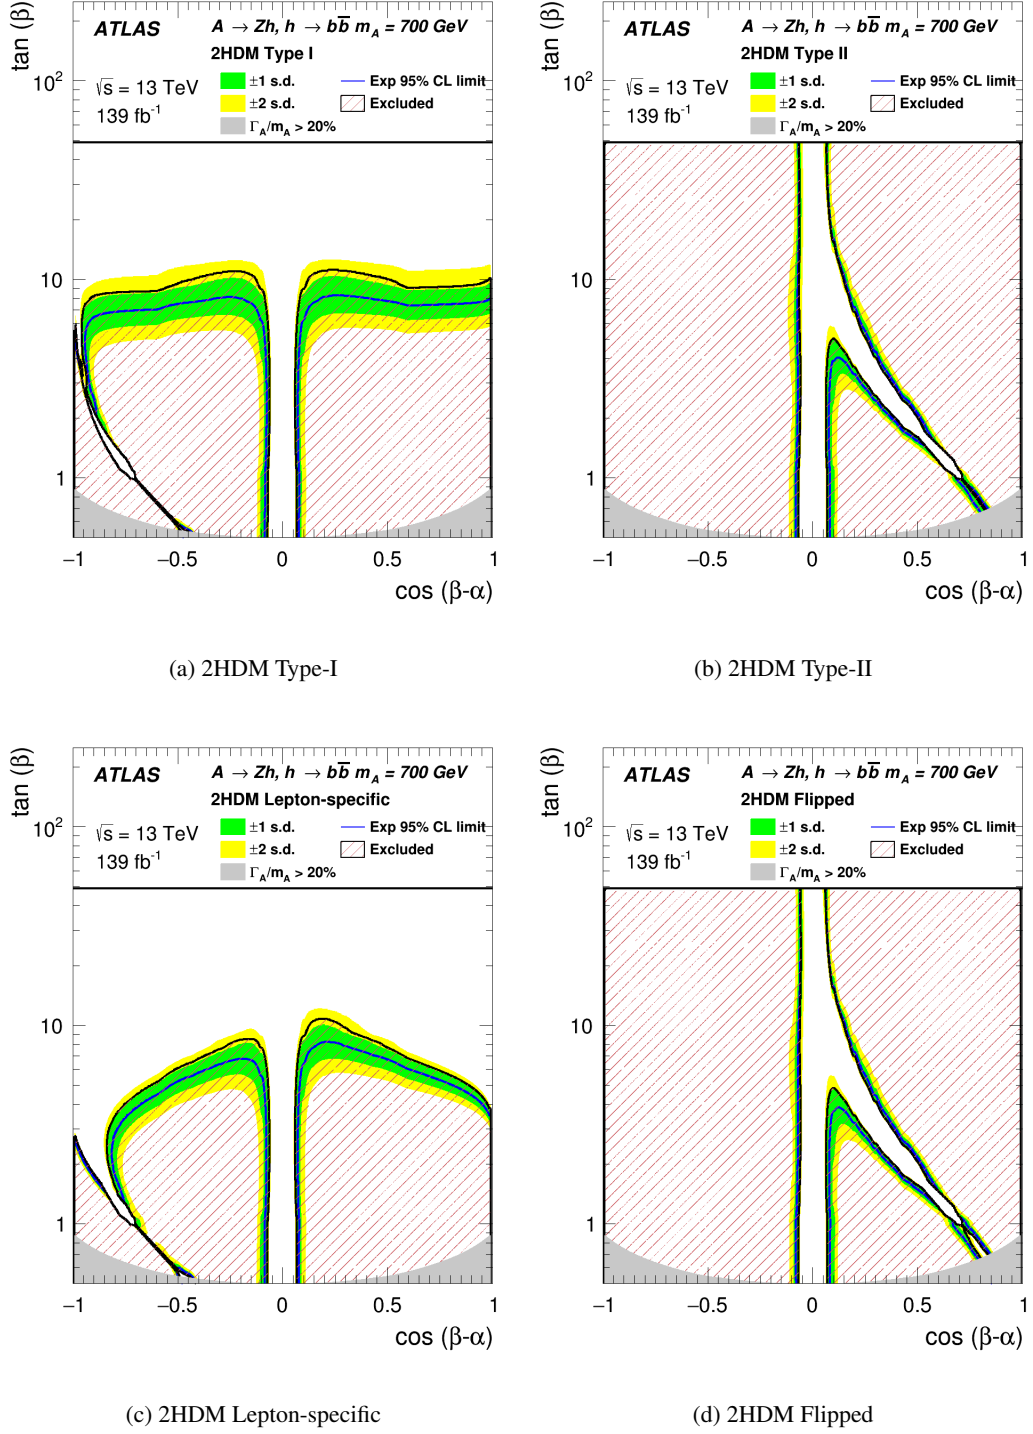 tan (β)
ATLAS
A → Zh, h → bb̅ m_A = 700 GeV
2HDM Type I
√s = 13 TeV
139 fb⁻¹
±1 s.d.
±2 s.d.
Γ_A/m_A > 20%
Exp 95% CL limit
Excluded
10²
10
1
−1 −0.5 0 0.5 1
cos (β-α)
(a) 2HDM Type-I
tan (β)
ATLAS
A → Zh, h → bb̅ m_A = 700 GeV
2HDM Type II
√s = 13 TeV
139 fb⁻¹
±1 s.d.
±2 s.d.
Γ_A/m_A > 20%
Exp 95% CL limit
Excluded
10²
10
1
−1 −0.5 0 0.5 1
cos (β-α)
(b) 2HDM Type-II
tan (β)
ATLAS
A → Zh, h → bb̅ m_A = 700 GeV
2HDM Lepton-specific
√s = 13 TeV
139 fb⁻¹
±1 s.d.
±2 s.d.
Γ_A/m_A > 20%
Exp 95% CL limit
Excluded
10²
10
1
−1 −0.5 0 0.5 1
cos (β-α)
(c) 2HDM Lepton-specific
tan (β)
ATLAS
A → Zh, h → bb̅ m_A = 700 GeV
2HDM Flipped
√s = 13 TeV
139 fb⁻¹
±1 s.d.
±2 s.d.
Γ_A/m_A > 20%
Exp 95% CL limit
Excluded
10²
10
1
−1 −0.5 0 0.5 1
cos (β-α)
(d) 2HDM Flipped